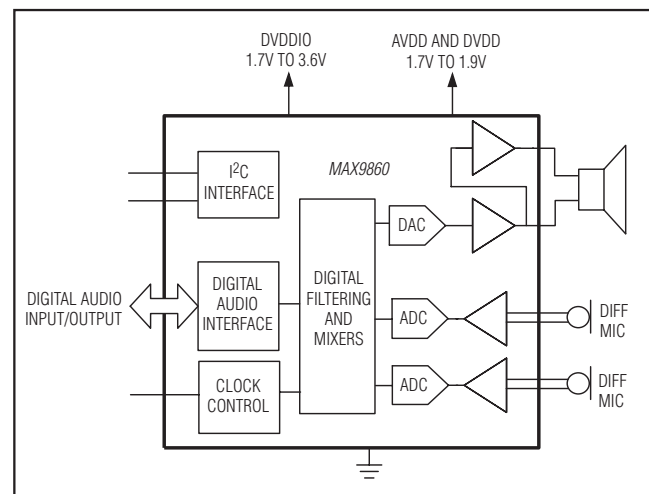 DVDDIO
1.7V TO 3.6V
AVDD AND DVDD
1.7V TO 1.9V
I2C
INTERFACE
MAX9860
DAC
DIGITAL AUDIO
INPUT/OUTPUT
DIGITAL
AUDIO
INTERFACE
DIGITAL
FILTERING
AND
MIXERS
ADC
DIFF
MIC
CLOCK
CONTROL
ADC
DIFF
MIC